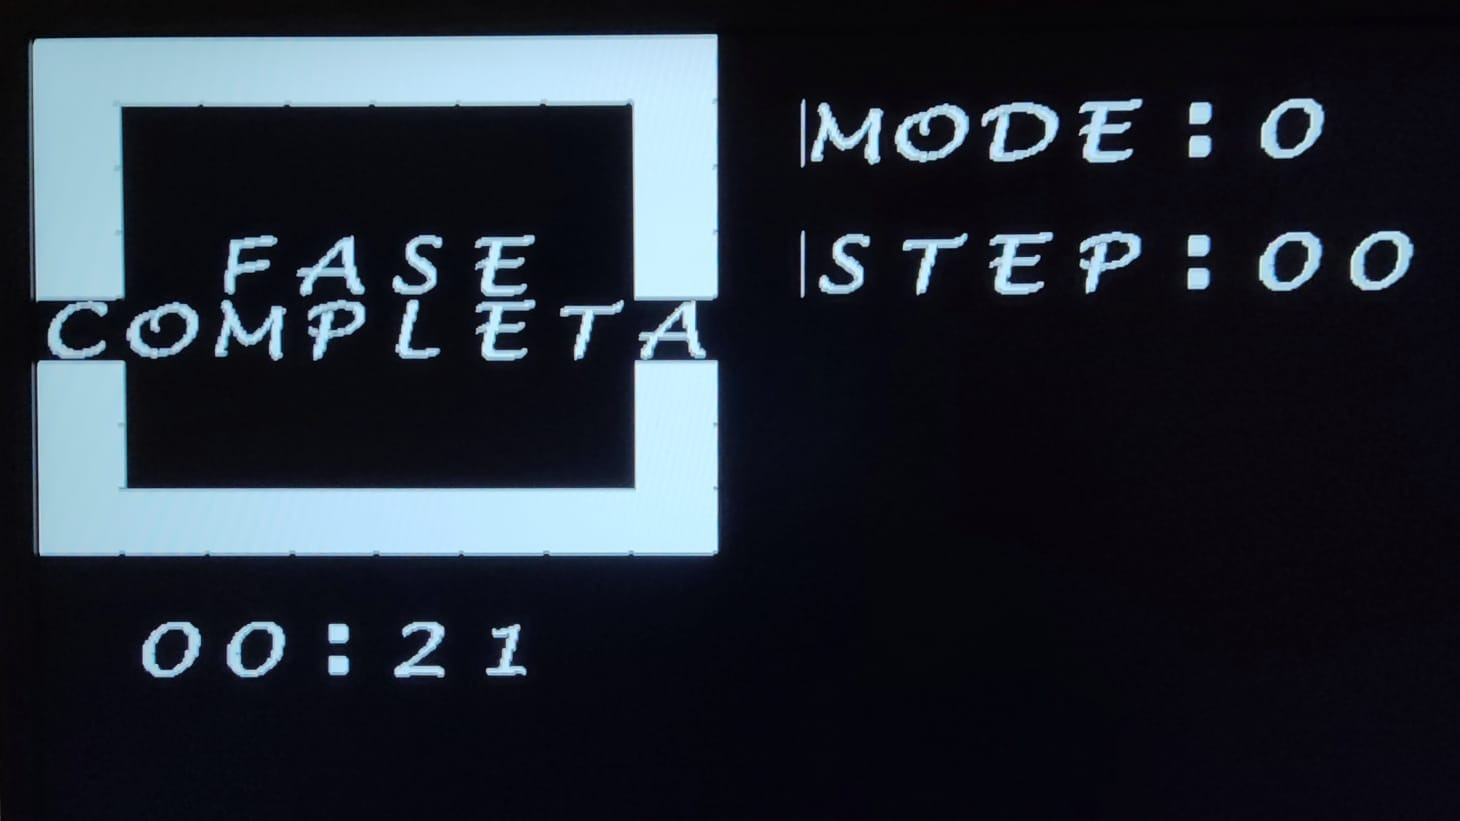 FASE
COMPLETA
MODE:0
STEP:00
00:21